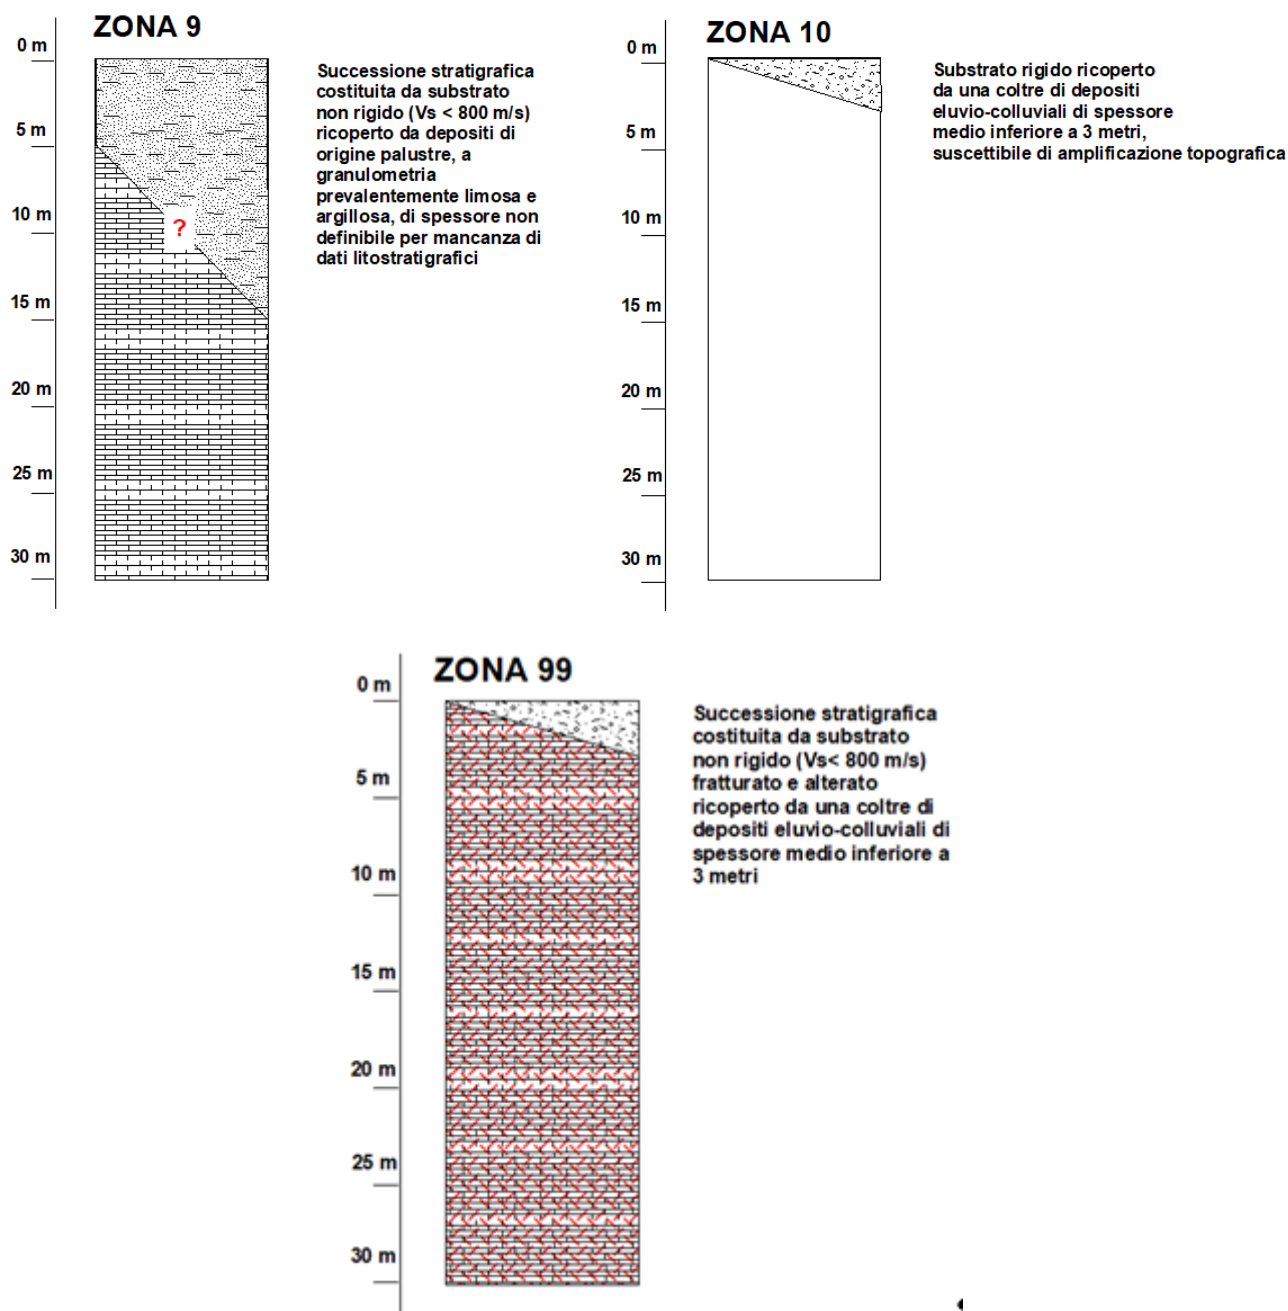 ZONA 9
0 m
5 m
10 m
15 m
20 m
25 m
30 m
?
Successione stratigrafica
costituita da substrato
non rigido (Vs < 800 m/s)
ricoperto da depositi di
origine palustre, a
granulometria
prevalentemente limosa e
argillosa, di spessore non
definibile per mancanza di
dati litostratigrafici
ZONA 10
0 m
5 m
10 m
15 m
20 m
25 m
30 m
Substrato rigido ricoperto
da una coltre di depositi
eluvio-colluviali di spessore
medio inferiore a 3 metri,
suscettibile di amplificazione topografica
ZONA 99
0 m
5 m
10 m
15 m
20 m
25 m
30 m
Successione stratigrafica
costituita da substrato
non rigido (Vs< 800 m/s)
fratturato e alterato
ricoperto da una coltre di
depositi eluvio-colluviali di
spessore medio inferiore a
3 metri